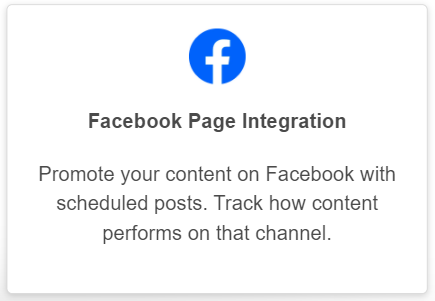 Facebook Page Integration
Promote your content on Facebook with
scheduled posts. Track how content
performs on that channel.